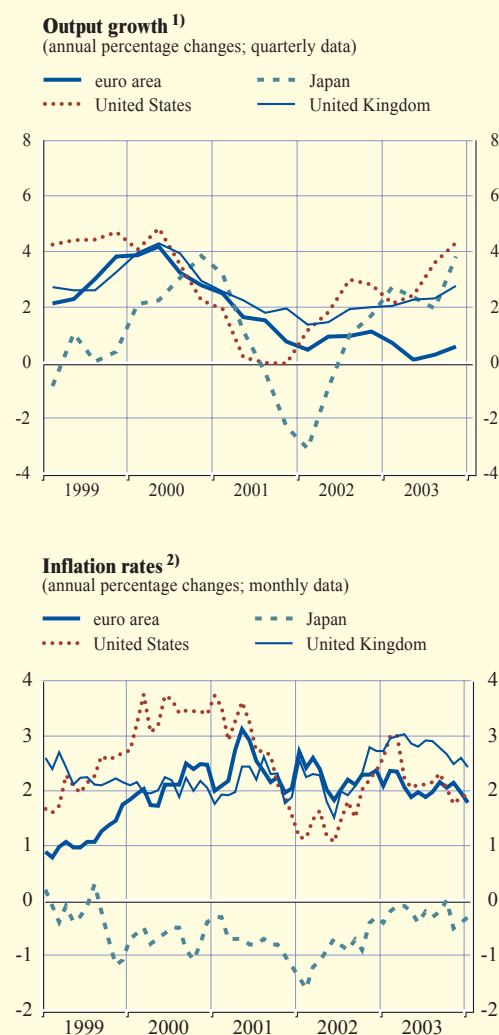 Output growth 1)
(annual percentage changes; quarterly data)
euro area Japan
United States United Kingdom
8 8
6 6
4 4
2 2
0 0
-2 -2
-4 -4
1999 2000 2001 2002 2003
Inflation rates 2)
(annual percentage changes; monthly data)
euro area Japan
United States United Kingdom
4 4
3 3
2 2
1 1
0 0
-1 -1
-2 -2
1999 2000 2001 2002 2003